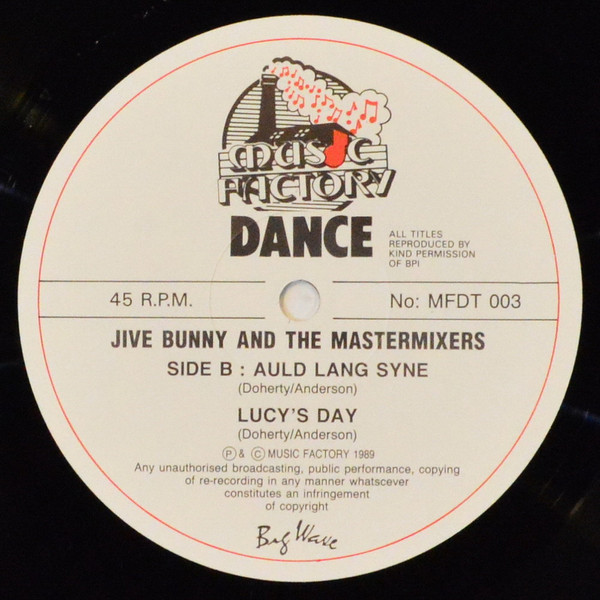 MUSIC
FACTORY
DANCE
ALL TITLES
REPRODUCED BY
KIND PERMISSION
OF BPI
45 R.P.M.
No: MFDT 003
JIVE BUNNY AND THE MASTERMIXERS
SIDE B : AULD LANG SYNE
(Doherty/Anderson)
LUCY'S DAY
(Doherty/Anderson)
Ⓟ & © MUSIC FACTORY 1989
Any unauthorised broadcasting, public performance, copying
of re-recording in any manner whatscever
constitutes an infringement
of copyright
Big Wave